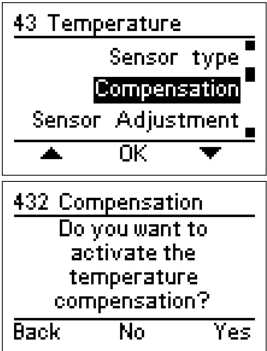 43 Temperature
Sensor type
Compensation
Sensor Adjustment
OK
432 Compensation
Do you want to
activate the
temperature
compensation?
Back No Yes